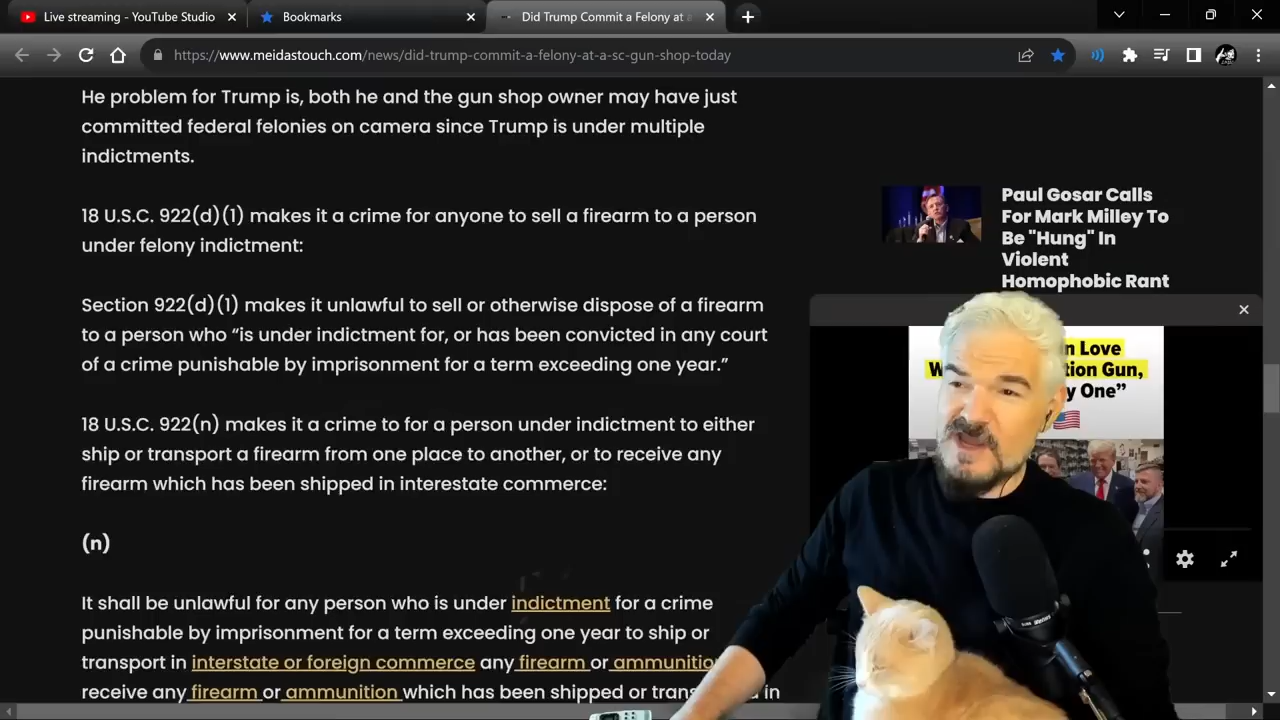 Live streaming - YouTube Studio
Bookmarks
Did Trump Commit a Felony at a
https://www.meidastouch.com/news/did-trump-commit-a-felony-at-a-sc-gun-shop-today
He problem for Trump is, both he and the gun shop owner may have just
committed federal felonies on camera since Trump is under multiple
indictments.
18 U.S.C. 922(d)(1) makes it a crime for anyone to sell a firearm to a person
under felony indictment:
Section 922(d)(1) makes it unlawful to sell or otherwise dispose of a firearm
to a person who “is under indictment for, or has been convicted in any court
of a crime punishable by imprisonment for a term exceeding one year.”
18 U.S.C. 922(n) makes it a crime to for a person under indictment to either
ship or transport a firearm from one place to another, or to receive any
firearm which has been shipped in interestate commerce:
(n)
It shall be unlawful for any person who is under indictment for a crime
punishable by imprisonment for a term exceeding one year to ship or
transport in interstate or foreign commerce any firearm or
receive any firearm or ammunition which has been shipped or in
Paul Gosar Calls
For Mark Milley To
Be "Hung" In
Violent
Homophobic Rant
Love
Gun,
One”